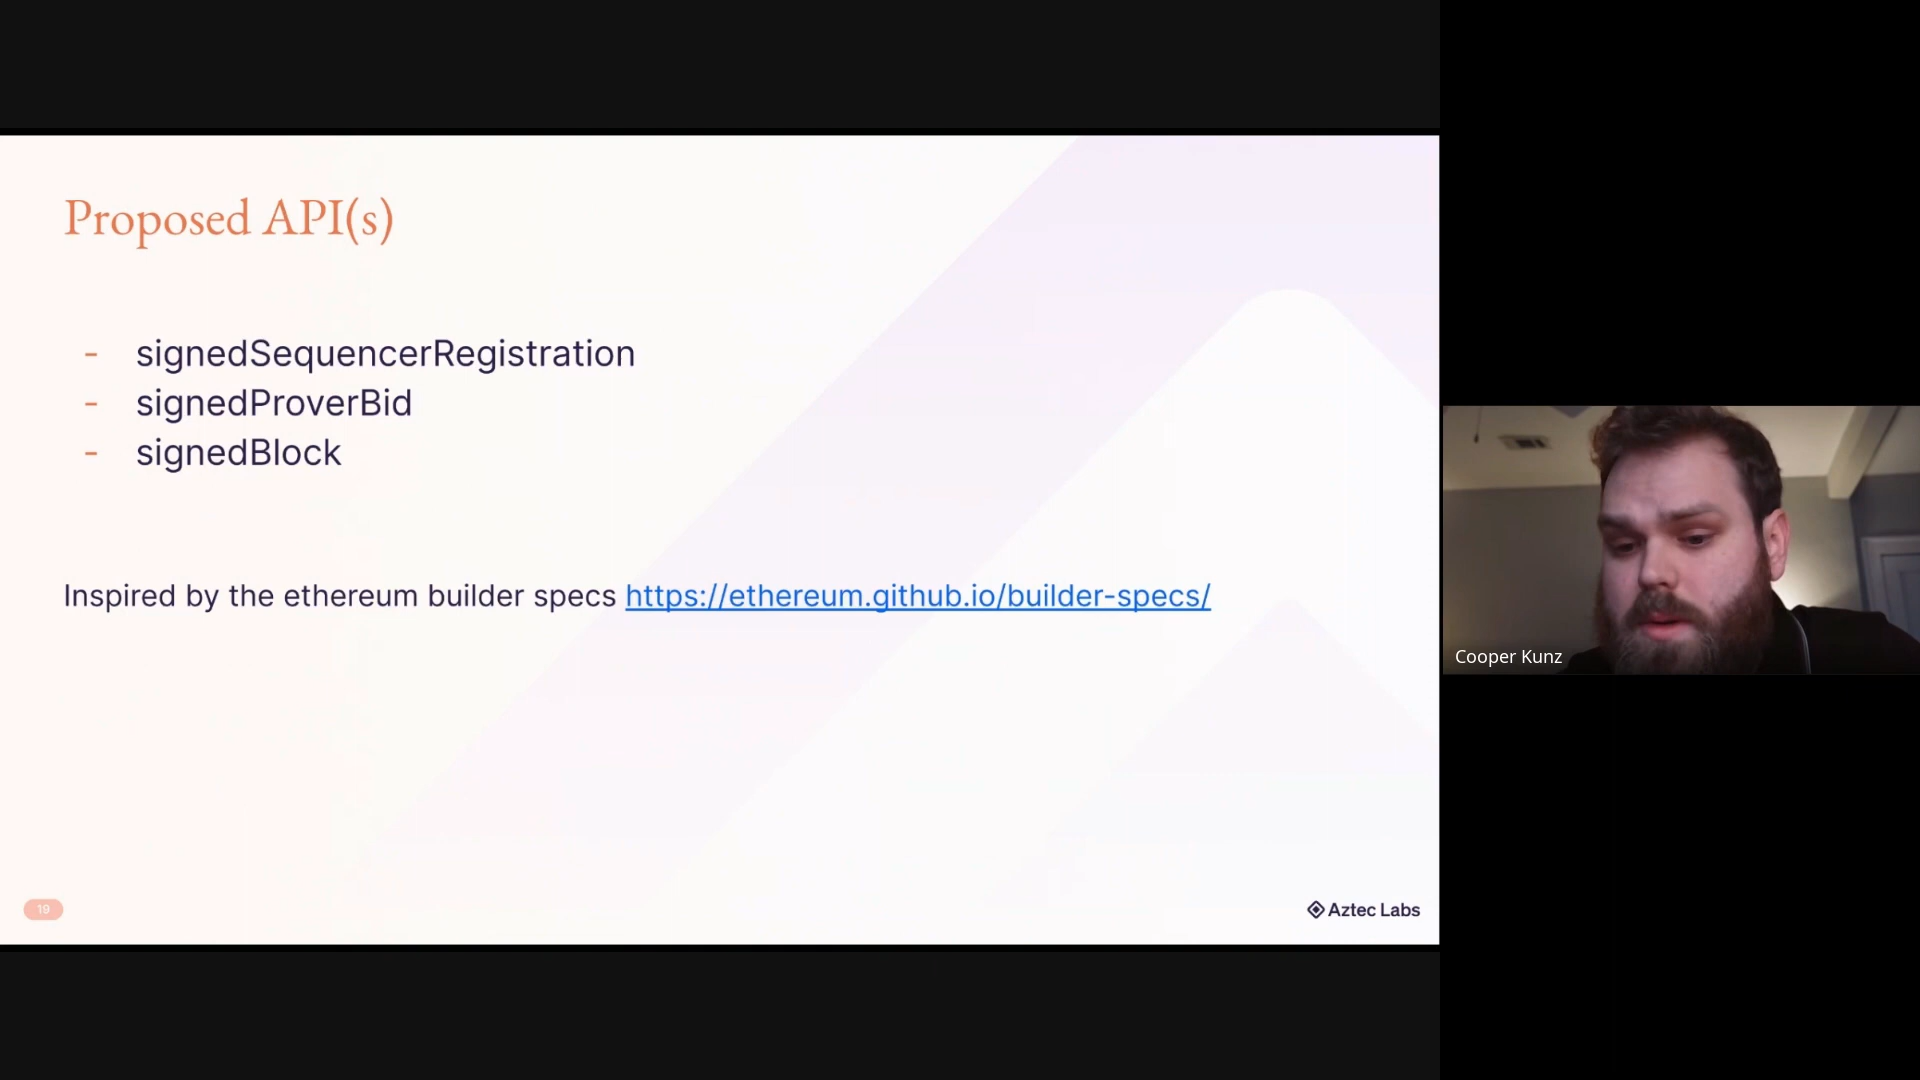 Proposed API(s)
- signedSequencerRegistration
- signedProverBid
- signedBlock
Inspired by the ethereum builder specs https://ethereum.github.io/builder-specs/
19
Aztec Labs
Cooper Kunz